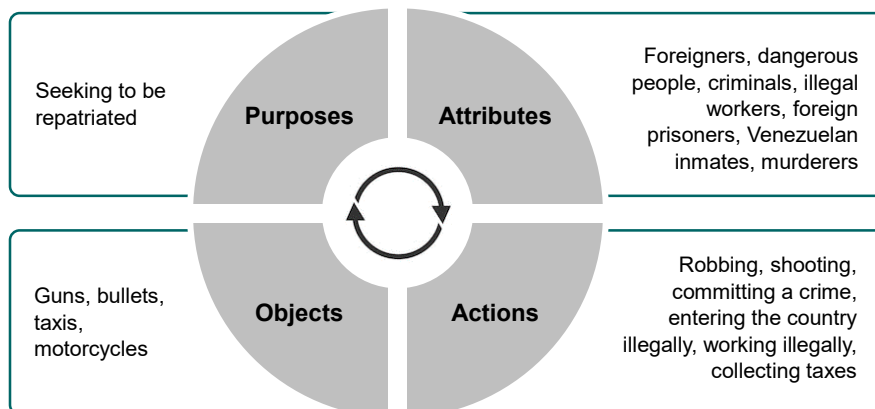 Seeking to be
repatriated
Purposes
Attributes
Foreigners, dangerous
people, criminals, illegal
workers, foreign
prisoners, Venezuelan
inmates, murderers
Guns, bullets,
taxis,
motorcycles
Objects
Actions
Robbing, shooting,
committing a crime,
entering the country
illegally, working illegally,
collecting taxes